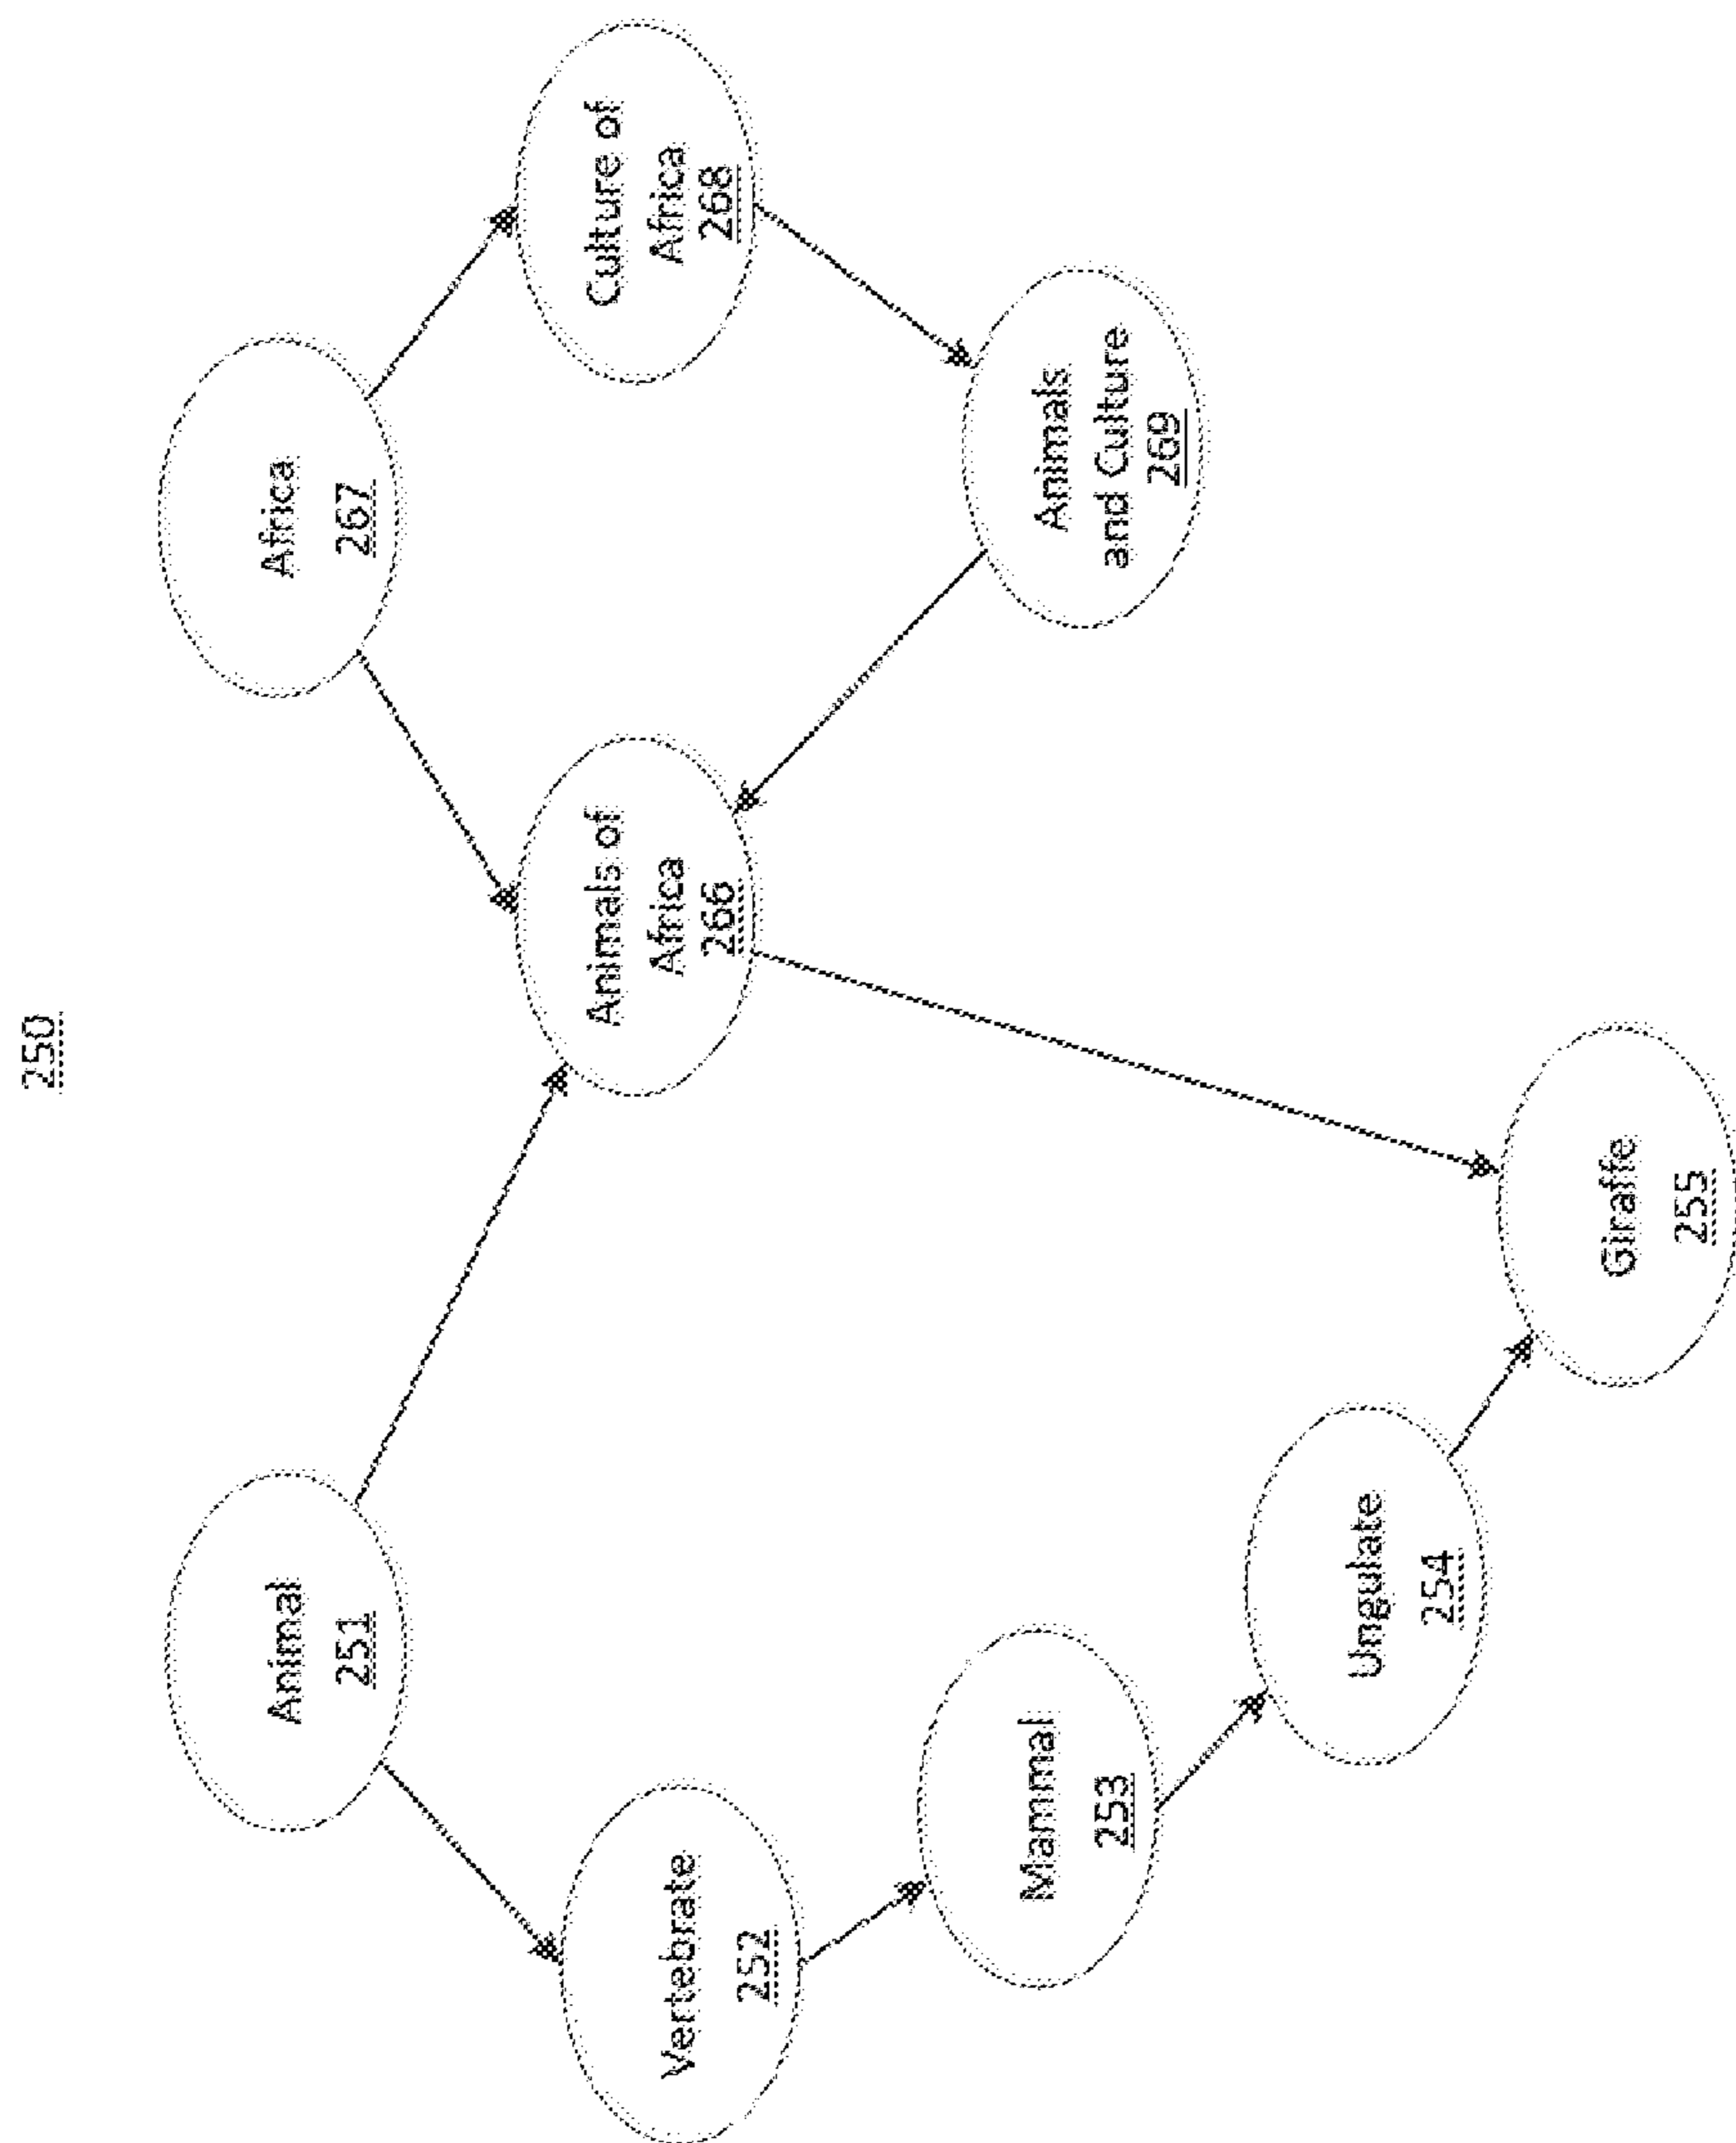 250
Animal
251
Africa
267
Vertebrate
252
Animals of
Africa
266
Culture of
Africa
268
Mammal
253
Animals
and Culture
269
Ungulate
254
Giraffe
255